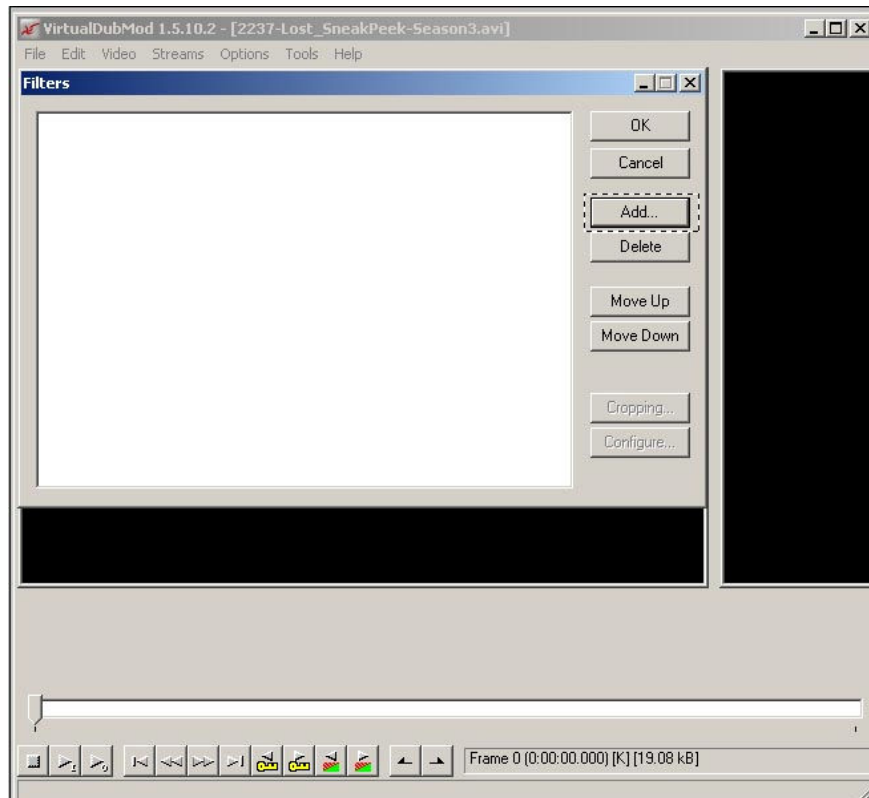 VirtualDubMod 1.5.10.2 - [2237-Lost_SneakPeek-Season3.avi]
File Edit Video Streams Options Tools Help
Filters
OK
Cancel
Add...
Delete
Move Up
Move Down
Cropping...
Configure...
Frame 0 (0:00:00.000) [K] [19.08 kB]